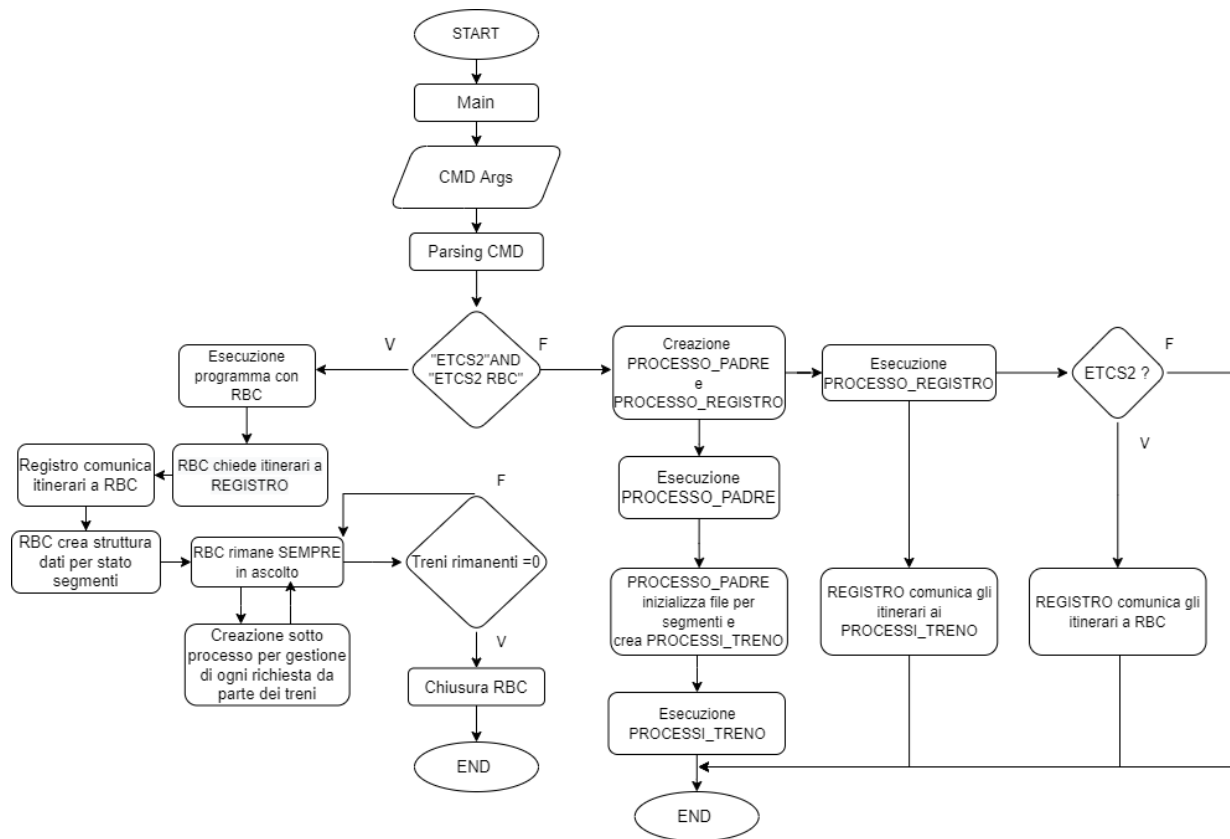 START
Main
CMD Args
Parsing CMD
"ETCS2"AND
"ETCS2 RBC"
V
F
Esecuzione
programma con
RBC
RBC chiede itinerari a
REGISTRO
Registro comunica
itinerari a RBC
RBC crea struttura
dati per stato
segmenti
RBC rimane SEMPRE
in ascolto
Creazione sotto
processo per gestione
di ogni richiesta da
parte dei treni
Treni rimanenti =0
F
V
Chiusura RBC
END
Creazione
PROCESSO_PADRE
e
PROCESSO_REGISTRO
Esecuzione
PROCESSO_PADRE
PROCESSO_PADRE
inizializza file per
segmenti e
crea PROCESSI_TRENO
Esecuzione
PROCESSI_TRENO
END
Esecuzione
PROCESSO_REGISTRO
REGISTRO comunica gli
itinerari ai
PROCESSI_TRENO
ETCS2 ?
F
V
REGISTRO comunica gli
itinerari a RBC